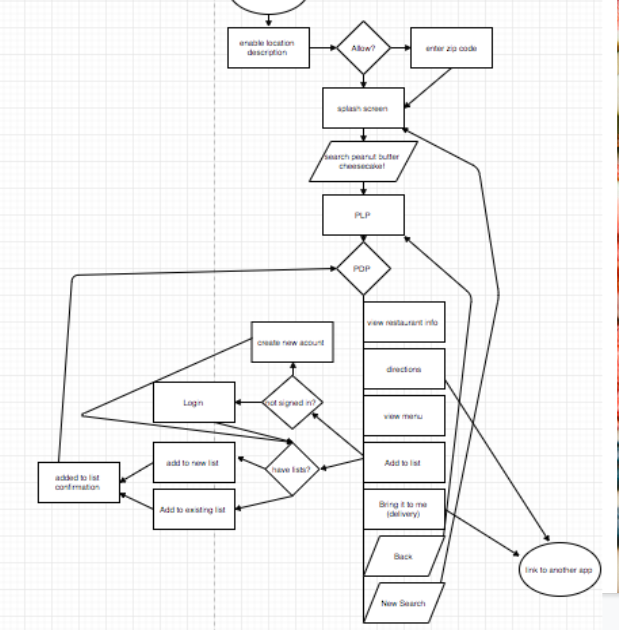 enable location
description
Allow?
enter zip code
splash screen
search peanut butter
cheesecake!
PLP
PDP
view restaurant info
create new acount
directions
not signed in?
Login
view menu
add to new list
have lists?
Add to list
added to list
confirmation
Add to existing list
Bring it to me
(delivery)
Back
link to another app
New Search